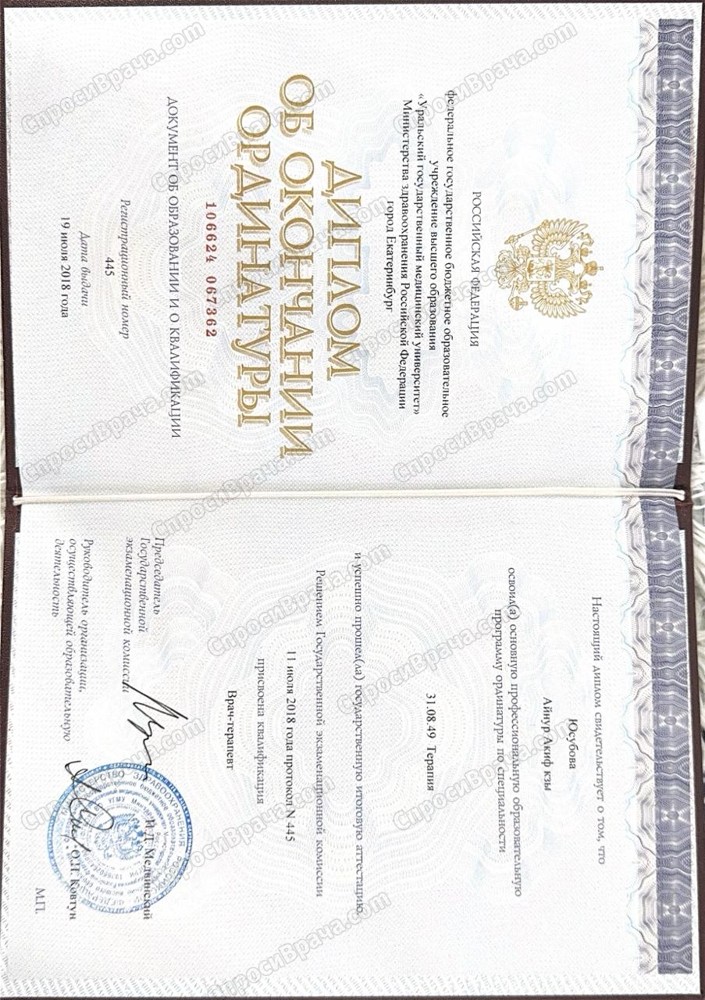 РОССИЙСКАЯ ФЕДЕРАЦИЯ
федеральное государственное бюджетное образовательное
учреждение высшего образования
«Уральский государственный медицинский университет»
Министерства здравоохранения Российской Федерации
город Екатеринбург
ДИПЛОМ
ОБ ОКОНЧАНИИ
ОРДИНАТУРЫ
106624 067362
ДОКУМЕНТ ОБ ОБРАЗОВАНИИ И О КВАЛИФИКАЦИИ
Регистрационный номер
445
Дата выдачи
19 июля 2018 года
Настоящий диплом свидетельствует о том, что
Юсубова
Айнур Акиф кзы
освоил(а) основную профессиональную образовательную
программу ординатуры по специальности
31.08.49 Терапия
и успешно прошел(ла) государственную итоговую аттестацию
Решением Государственной экзаменационной комиссии
11 июля 2018 года протокол N 445
присвоена квалификация
Врач-терапевт
Председатель
Государственной
экзаменационной комиссии
И.Д. Медвинский
Руководитель организации,
осуществляющей образовательную
деятельность
О.П. Ковтун
М.П.
СпросиВрача.com